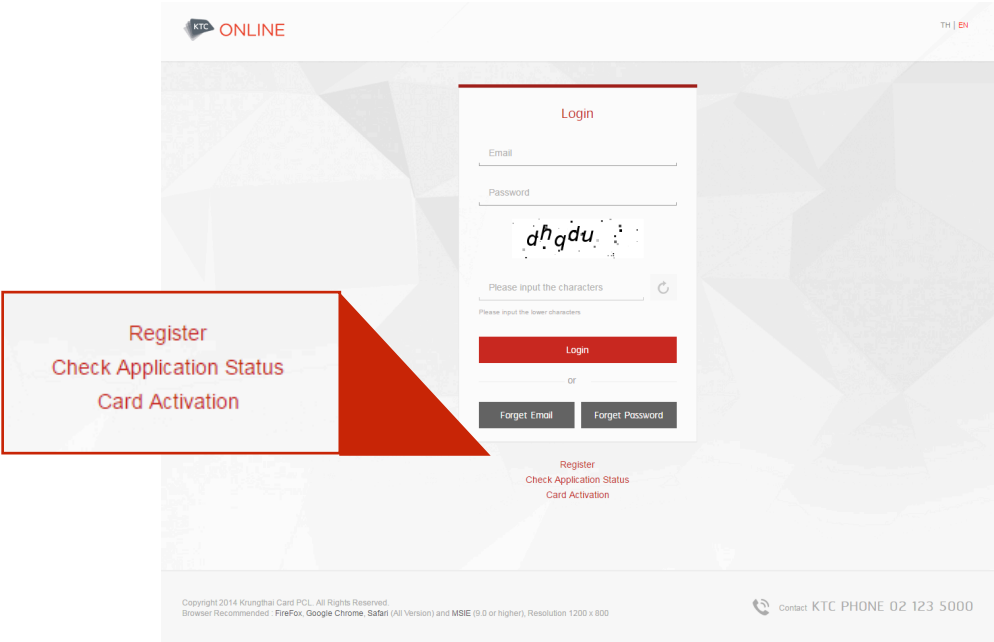 KTC ONLINE
TH | EN
Login
Email
Password
dhqdu
Please input the characters
Please input the lower characters
Login
or
Forget Email Forget Password
Register
Check Application Status
Card Activation
Register
Check Application Status
Card Activation
Copyright 2014 Krungthai Card PCL. All Rights Reserved.
Browser Recommended : FireFox, Google Chrome, Safari (All Version) and MSIE (9.0 or higher), Resolution 1200 x 800
Contact KTC PHONE 02 123 5000